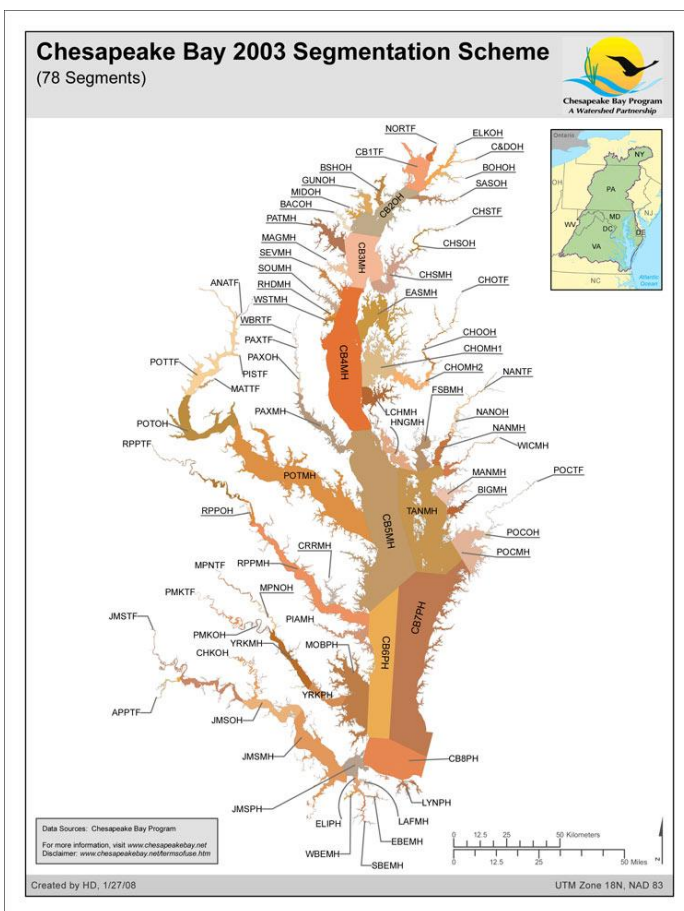 Chesapeake Bay 2003 Segmentation Scheme
(78 Segments)
Chesapeake Bay Program
A Watershed Partnership
NORTF
ELKOH
CB1TF
C&DOH
BSHOH
BOHOH
GUNOH
SASOH
MIDOH
CB2OH
BACOH
CHSTF
PATMH
MAGMH
CHSOH
SEVMH
CB3MH
SOUMH
CHSMH
RHDMH
CHOTF
ANATF
WSTMH
EASMH
WBRTF
PAXTF
CHOOH
PAXOH
CB4MH
CHOMH1
POTTF
PISTF
CHOMH2
MATTF
NANTF
FSBMH
PAXMH
LCHMH
HNGMH
NANOH
POTOH
NANMH
RPPTF
WICMH
POTMH
MANMH
POCTF
BIGMH
RPPOH
TANMH
CB5MH
POCOH
CRRMH
POCMH
RPPMH
MPNTF
MPNOH
PMKTF
JMSTF
PIAMH
CB7PH
PMKOH
YRKMH
MOBPH
CB6PH
CHKOH
YRKPH
APPTF
JMSOH
JMSMH
CB8PH
JMSPH
LYNPH
ELIPH
LAFMH
EBEMH
WBEMH
SBEMH
Ontario
NY
OH
PA
NJ
MD
WV
DC
DE
VA
Atlantic
Ocean
NC
Data Sources: Chesapeake Bay Program
For more information, visit www.chesapeakebay.net
Disclaimer: www.chesapeakebay.net/termsofuse.htm
0 12.5 25 50 Kilometers
0 12.5 25 50 Miles
N
Created by HD, 1/27/08
UTM Zone 18N, NAD 83